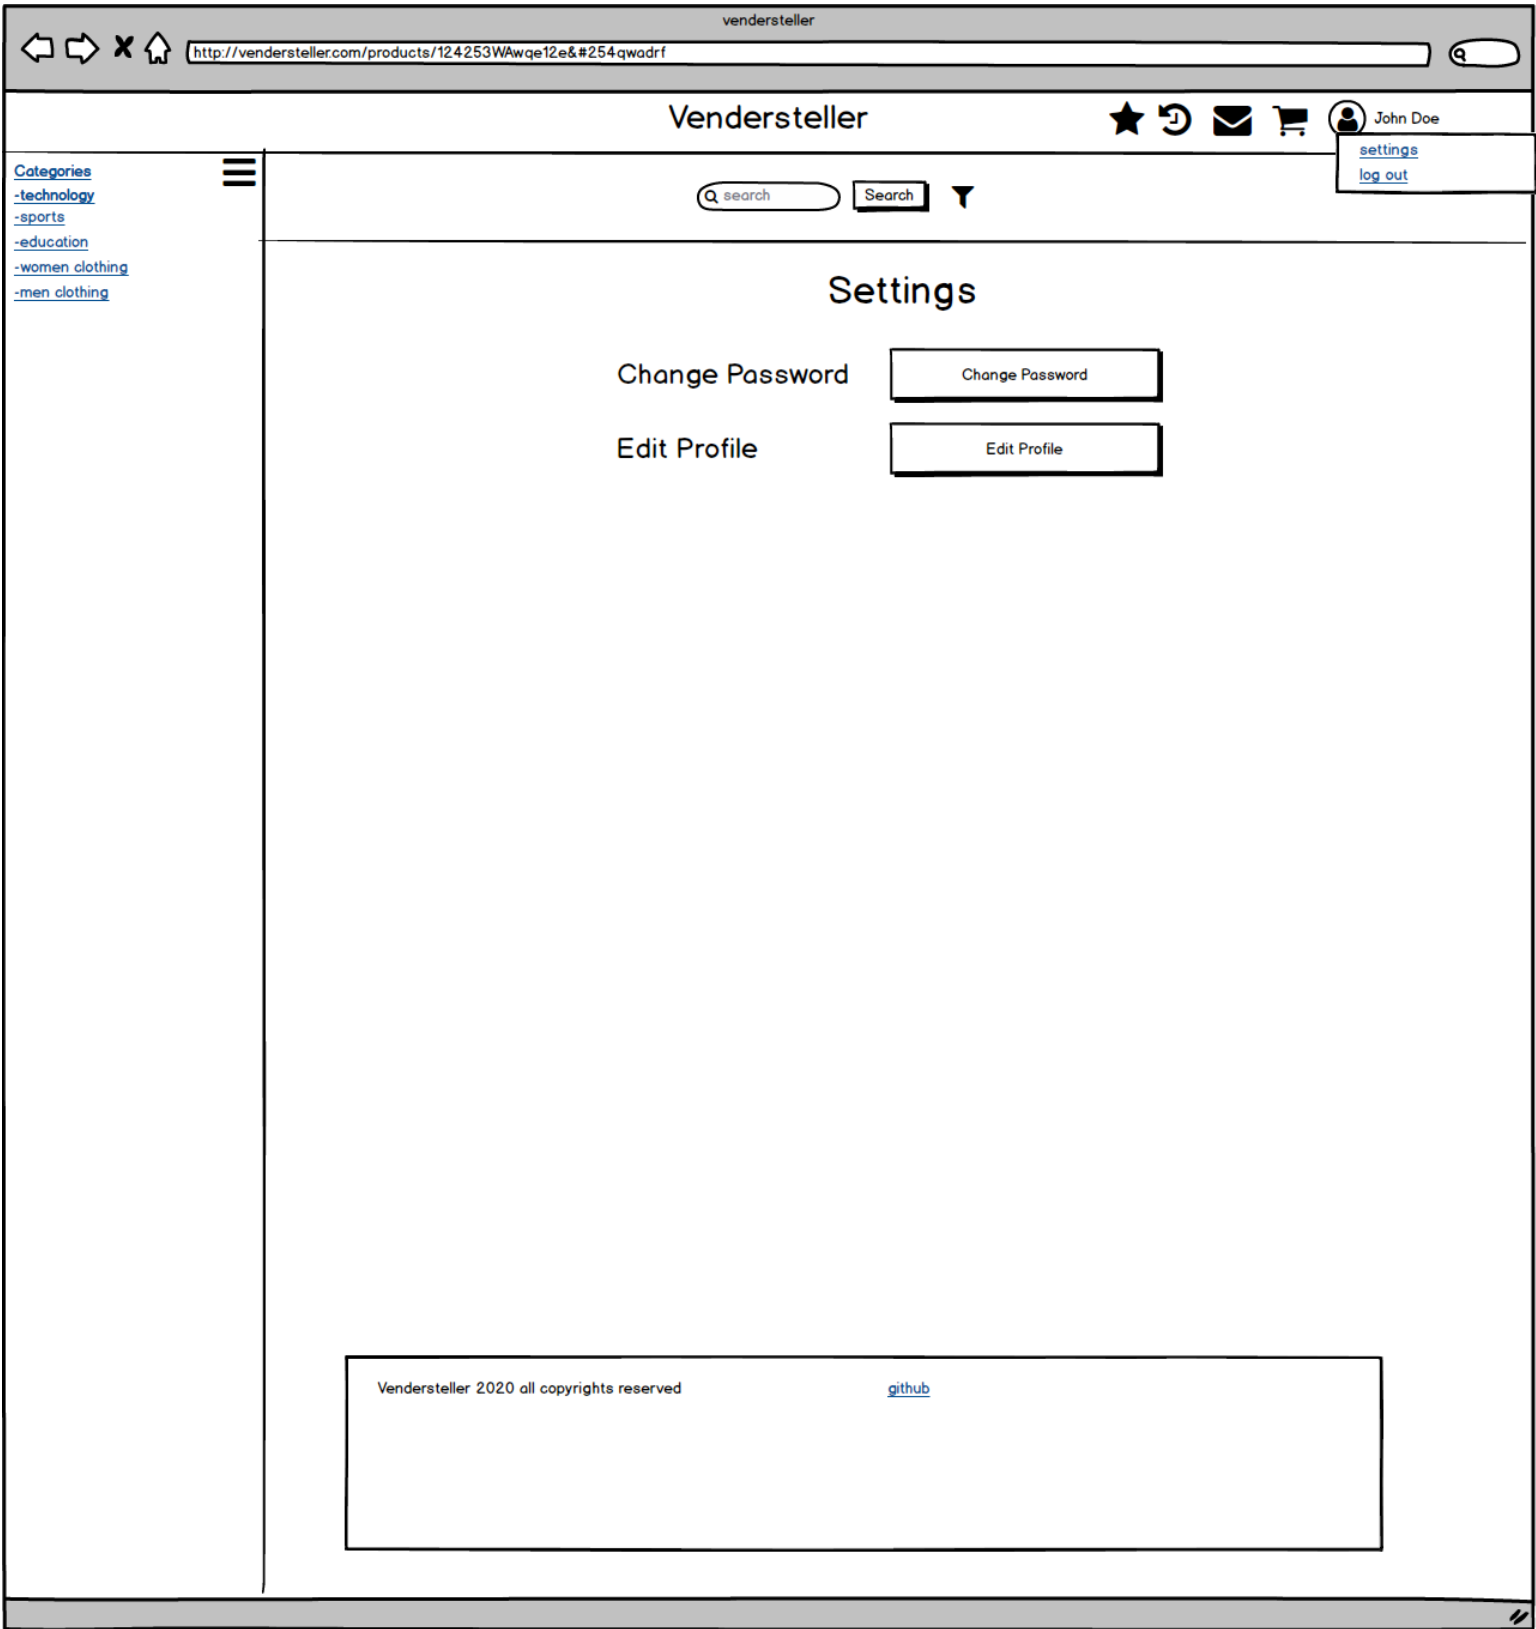 vendersteller
http://vendersteller.com/products/124253WAwqe12e&#254qwadrf
Vendersteller
John Doe
settings
log out
Categories
-technology
-sports
-education
-women clothing
-men clothing
search
Search
Settings
Change Password
Change Password
Edit Profile
Edit Profile
Vendersteller 2020 all copyrights reserved
github